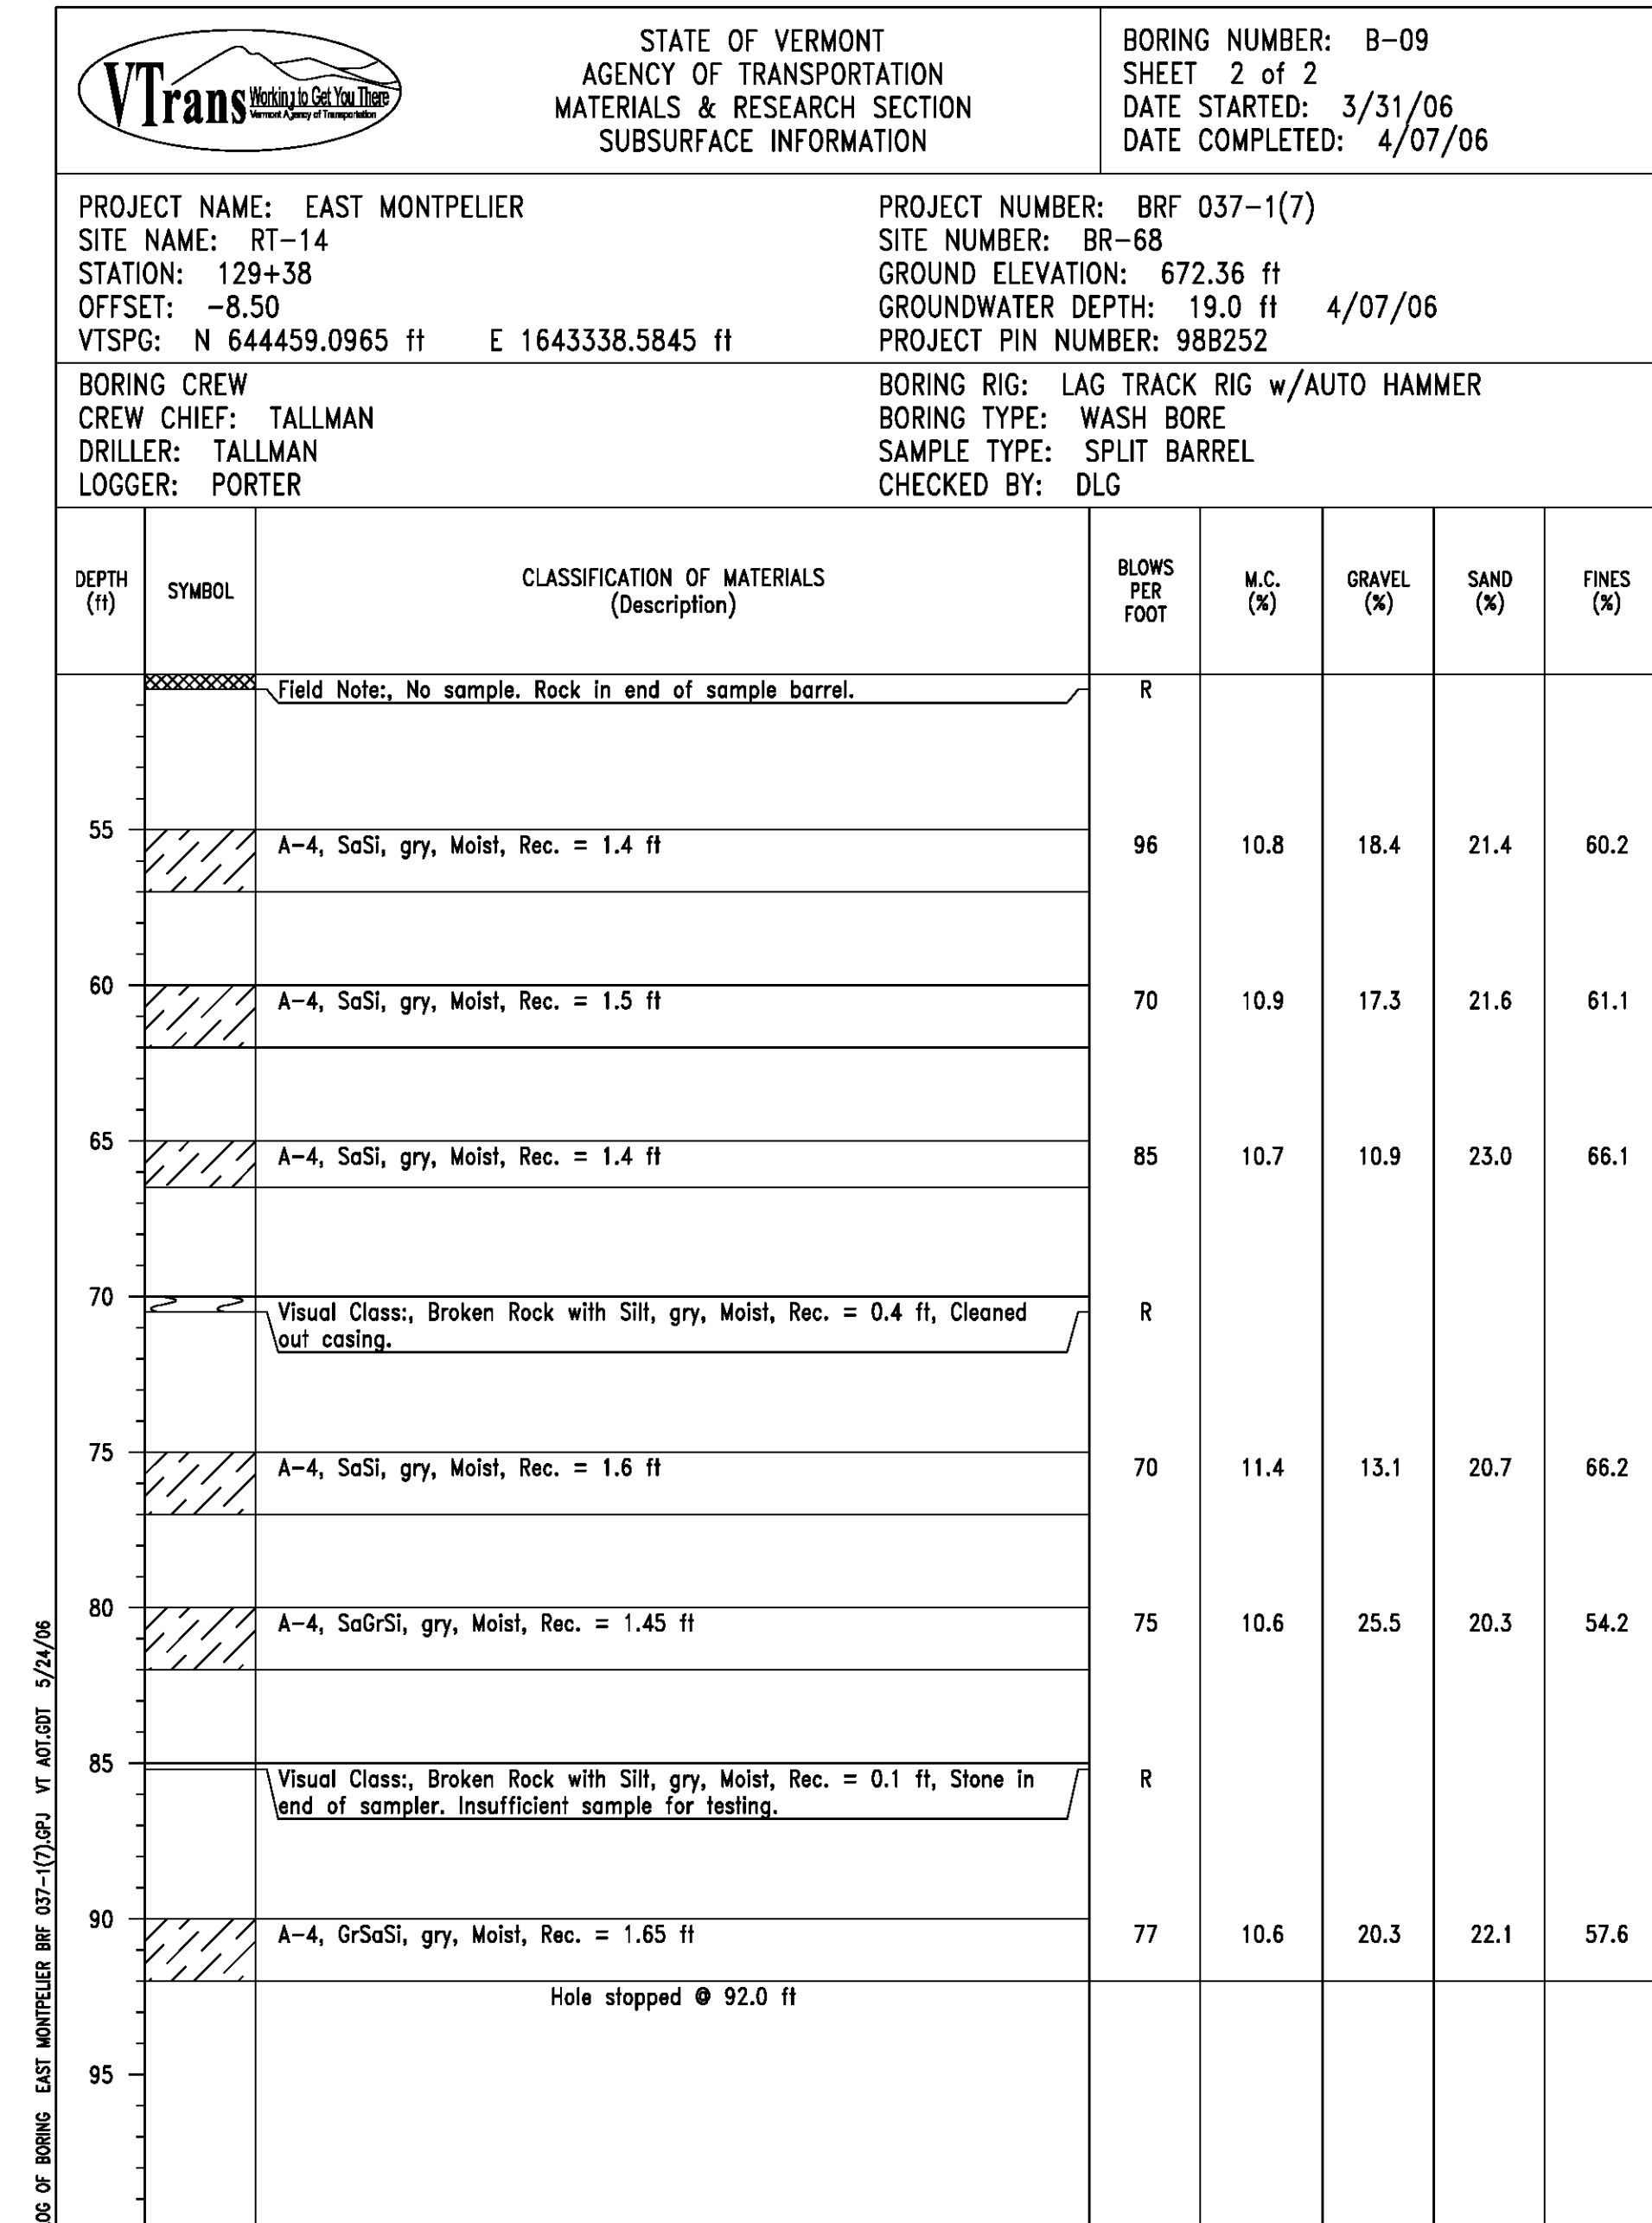 VTrans Working to Get You There
Vermont Agency of Transportation
STATE OF VERMONT
AGENCY OF TRANSPORTATION
MATERIALS & RESEARCH SECTION
SUBSURFACE INFORMATION
BORING NUMBER: B-09
SHEET 2 of 2
DATE STARTED: 3/31/06
DATE COMPLETED: 4/07/06
PROJECT NAME: EAST MONTPELIER
SITE NAME: RT-14
STATION: 129+38
OFFSET: -8.50
VTSPG: N 644459.0965 ft E 1643338.5845 ft
PROJECT NUMBER: BRF 037-1(7)
SITE NUMBER: BR-68
GROUND ELEVATION: 672.36 ft
GROUNDWATER DEPTH: 19.0 ft 4/07/06
PROJECT PIN NUMBER: 98B252
BORING CREW
CREW CHIEF: TALLMAN
DRILLER: TALLMAN
LOGGER: PORTER
BORING RIG: LAG TRACK RIG w/AUTO HAMMER
BORING TYPE: WASH BORE
SAMPLE TYPE: SPLIT BARREL
CHECKED BY: DLG
DEPTH
(ft)
SYMBOL
CLASSIFICATION OF MATERIALS
(Description)
BLOWS
PER
FOOT
M.C.
(%)
GRAVEL
(%)
SAND
(%)
FINES
(%)
Field Note:, No sample. Rock in end of sample barrel. R
55 A-4, SaSi, gry, Moist, Rec. = 1.4 ft 96 10.8 18.4 21.4 60.2
60 A-4, SaSi, gry, Moist, Rec. = 1.5 ft 70 10.9 17.3 21.6 61.1
65 A-4, SaSi, gry, Moist, Rec. = 1.4 ft 85 10.7 10.9 23.0 66.1
70 Visual Class:, Broken Rock with Silt, gry, Moist, Rec. = 0.4 ft, Cleaned R
out casing.
75 A-4, SaSi, gry, Moist, Rec. = 1.6 ft 70 11.4 13.1 20.7 66.2
80 A-4, SaGrSi, gry, Moist, Rec. = 1.45 ft 75 10.6 25.5 20.3 54.2
85 Visual Class:, Broken Rock with Silt, gry, Moist, Rec. = 0.1 ft, Stone in R
end of sampler. Insufficient sample for testing.
90 A-4, GrSaSi, gry, Moist, Rec. = 1.65 ft 77 10.6 20.3 22.1 57.6
Hole stopped @ 92.0 ft
95
OG OF BORING EAST MONTPELIER BRF 037-1(7).GPJ VT AOT.GDT 5/24/06